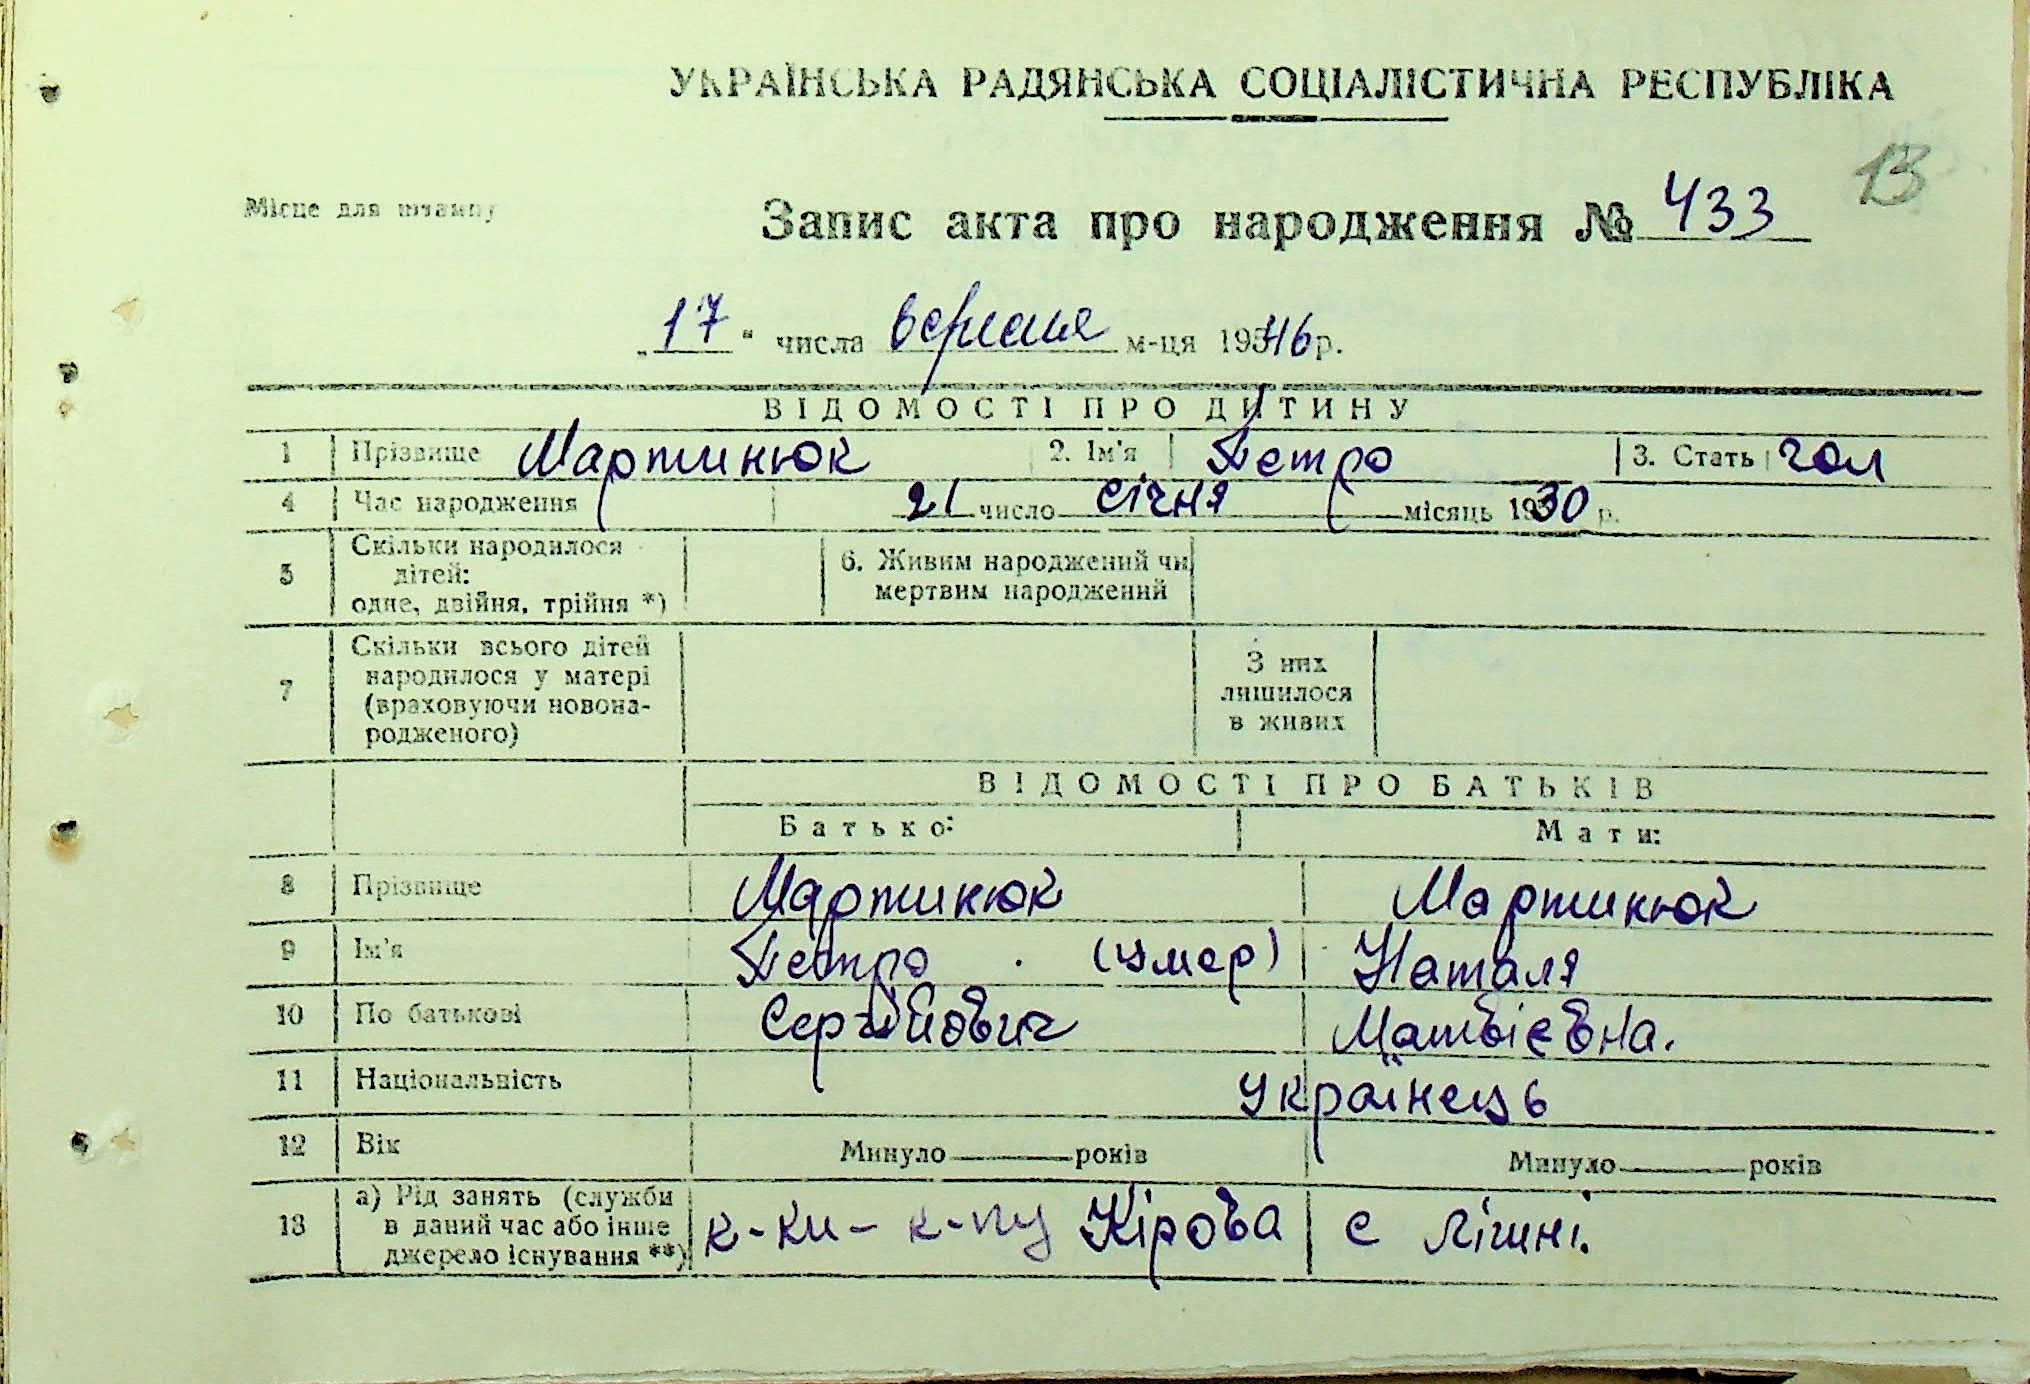 УКРАЇНСЬКА РАДЯНСЬКА СОЦІАЛІСТИЧНА РЕСПУБЛІКА
13
Місце для штампу
Запис акта про народження № 433
„17“ числа вересня м-ця 1946 р.
ВІДОМОСТІ ПРО ДИТИНУ
1 Прізвище Мартинюк 2. Ім'я Петро 3. Стать чол
4 Час народження 21 число січня місяць 1930 р.
5 Скільки народилося дітей: одне, двійня, трійня *) 6. Живим народжений чи мертвим народжений
7 Скільки всього дітей народилося у матері (враховуючи новона-родженого) З них лишилося в живих
ВІДОМОСТІ ПРО БАТЬКІВ
Батько: Мати:
8 Прізвище Мартинюк Мартинюк
9 Ім'я Петро (умер) Наталя
10 По батькові Сергійович Матвієвна.
11 Національність Українець
12 Вік Минуло ____ років Минуло ____ років
13 а) Рід занять (служби в даний час або інше джерело існування **) к-ки- к-пу Кірова с Лішні.